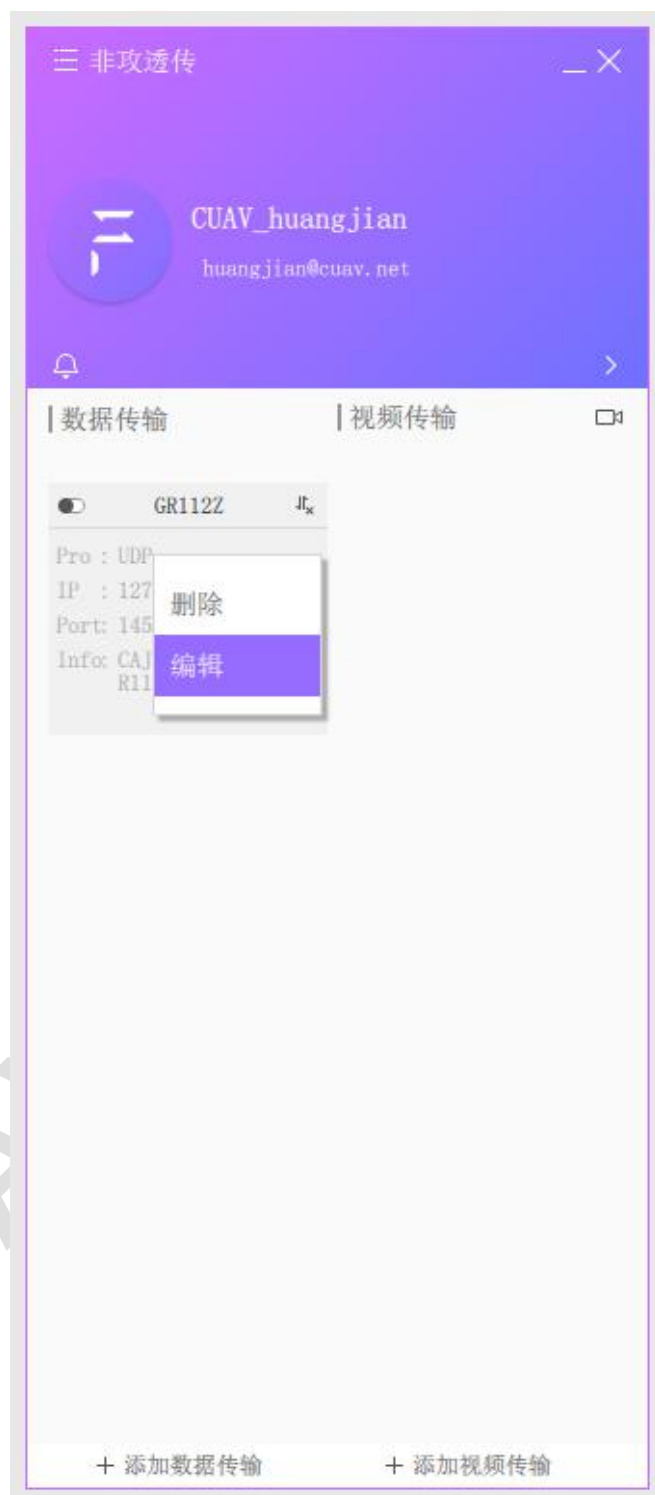 非攻透传
CUAV_huangjian
huangjian@cuav.net
数据传输
视频传输
GR112Z
Pro : UDP
IP : 127
Port: 145
Info: CAJ
R11
删除
编辑
+ 添加数据传输
+ 添加视频传输